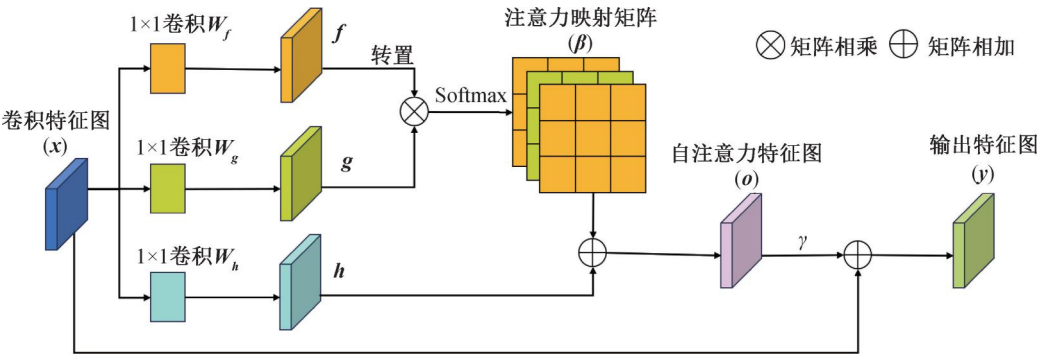 1×1卷积W_f
f
转置
注意力映射矩阵
(β)
矩阵相乘
矩阵相加
Softmax
卷积特征图
(x)
1×1卷积W_g
g
自注意力特征图
(o)
输出特征图
(y)
γ
1×1卷积W_h
h